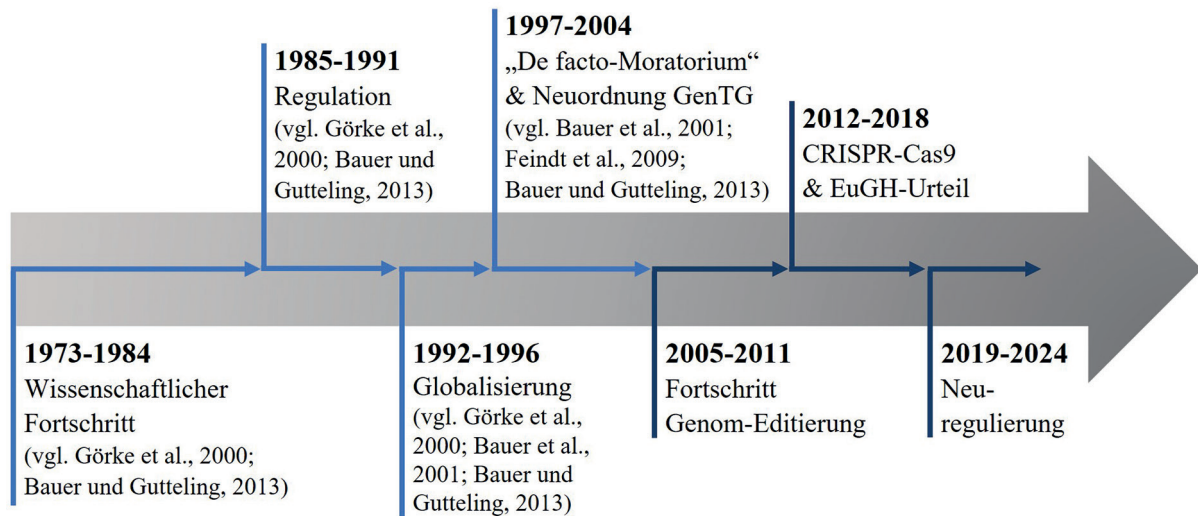 1973-1984
Wissenschaftlicher
Fortschritt
(vgl. Görke et al., 2000;
Bauer und Gutteling, 2013)
1985-1991
Regulation
(vgl. Görke et al.,
2000; Bauer und
Gutteling, 2013)
1992-1996
Globalisierung
(vgl. Görke et al.,
2000; Bauer et al.,
2001; Bauer und
Gutteling, 2013)
1997-2004
„De facto-Moratorium“
& Neuordnung GenTG
(vgl. Bauer et al., 2001;
Feindt et al., 2009;
Bauer und Gutteling, 2013)
2005-2011
Fortschritt
Genom-Editierung
2012-2018
CRISPR-Cas9
& EuGH-Urteil
2019-2024
Neu-
regulierung